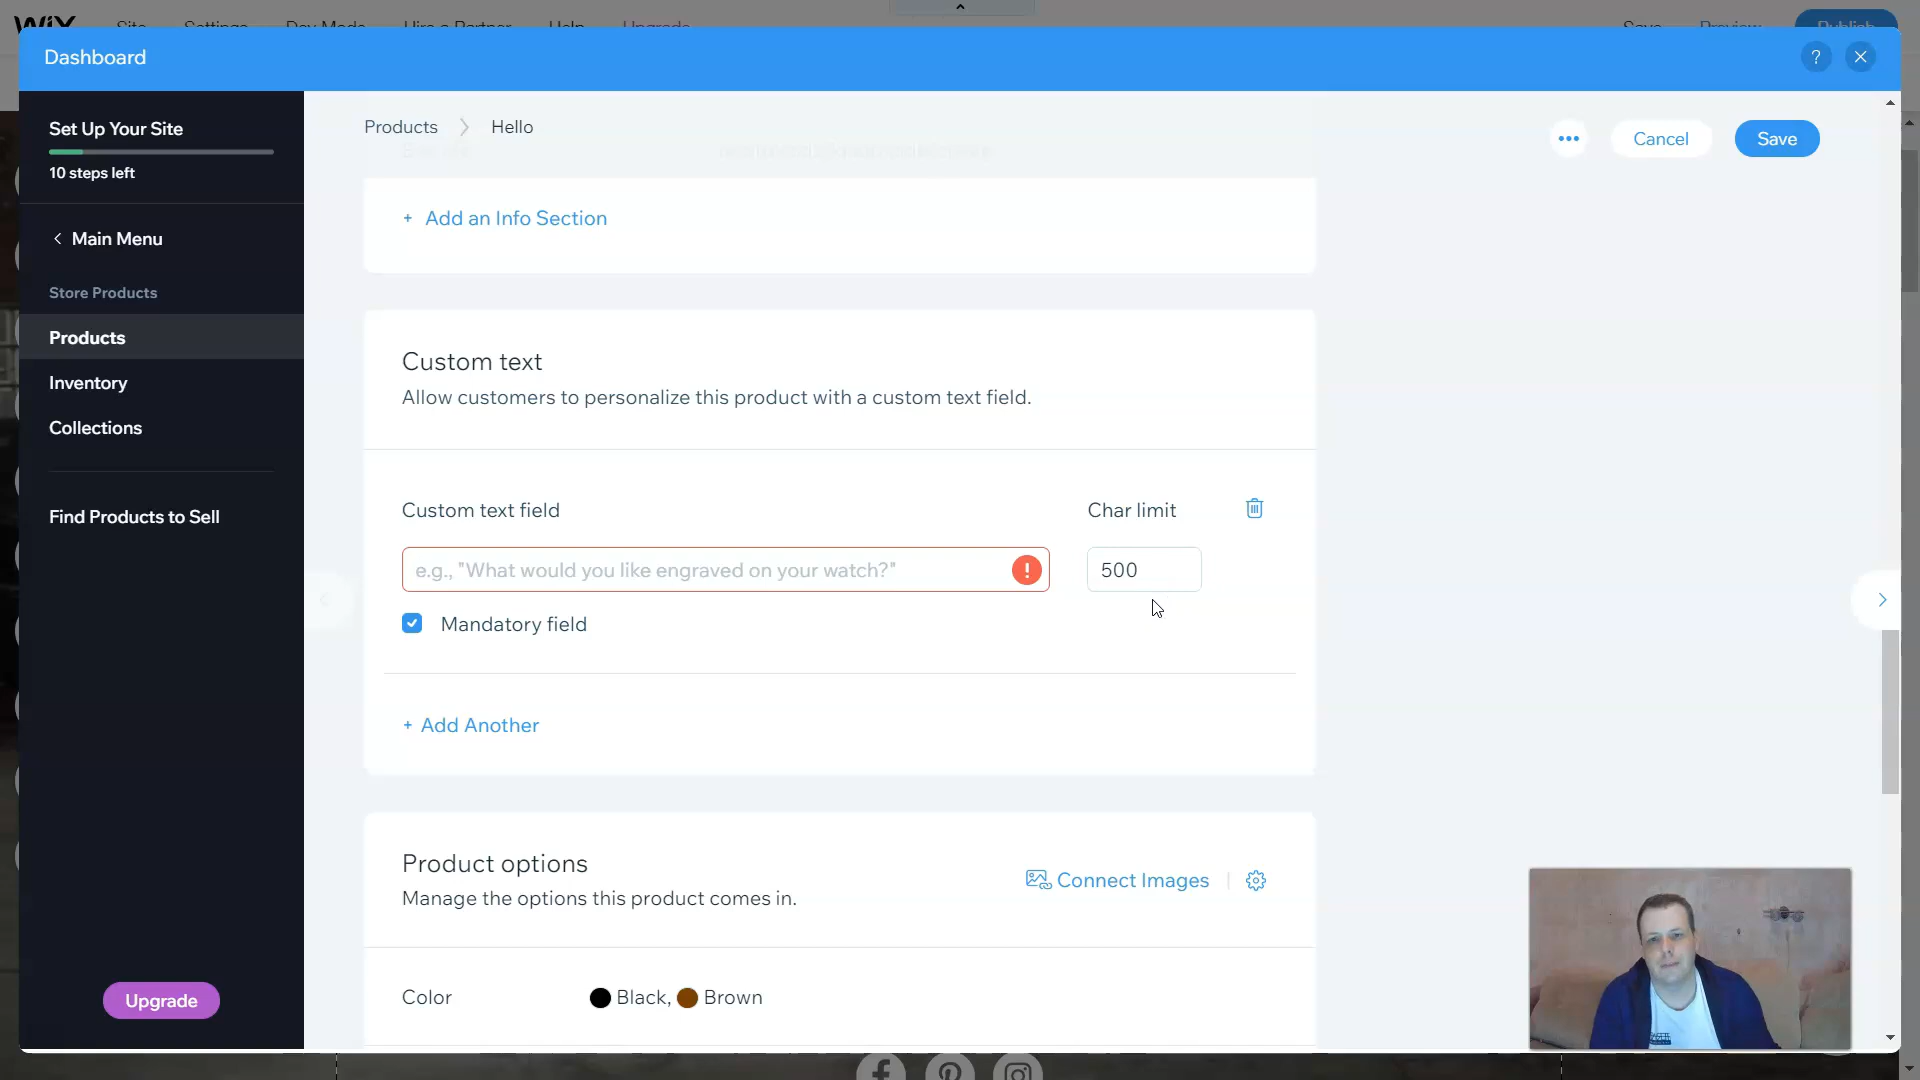 WiX Site Settings Dev Mode Hire a Partner Help Upgrade Save Preview Publish
Dashboard ?
Set Up Your Site
10 steps left
Products Hello
Cancel Save
+ Add an Info Section
Main Menu
Store Products
Products
Inventory
Collections
Find Products to Sell
Upgrade
Custom text
Allow customers to personalize this product with a custom text field.
Custom text field Char limit
e.g., "What would you like engraved on your watch?" ! 500
Mandatory field
+ Add Another
Product options
Manage the options this product comes in.
Connect Images
Color Black, Brown